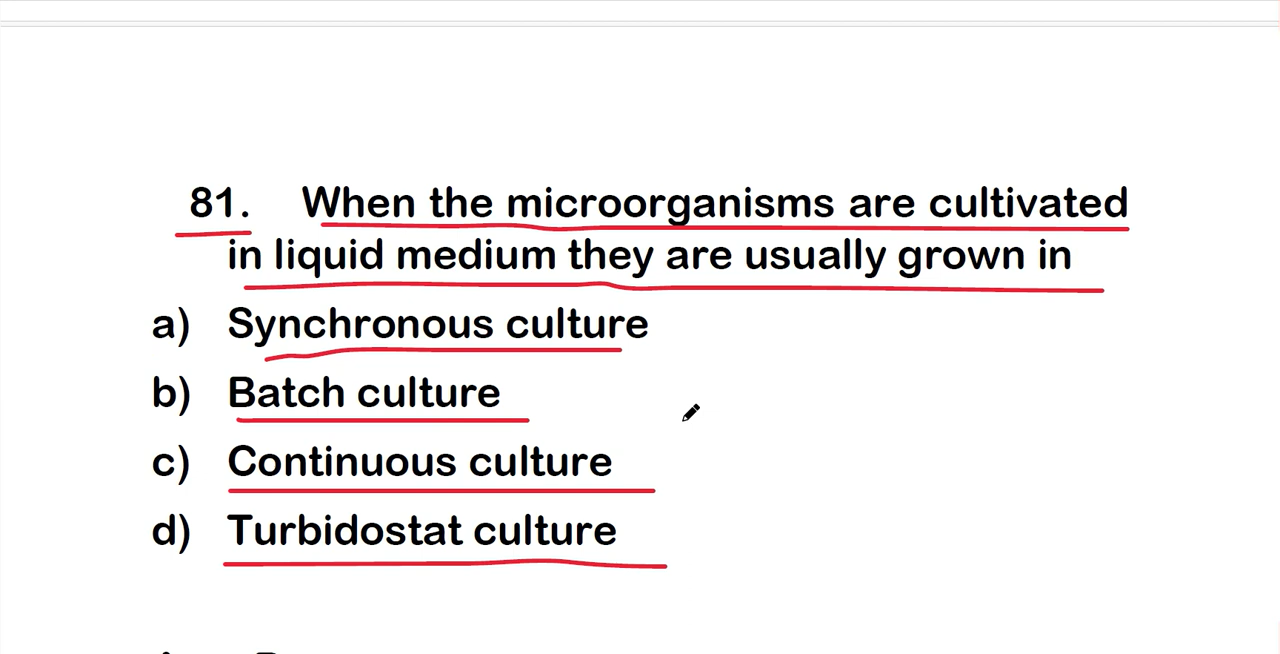 81. When the microorganisms are cultivated
in liquid medium they are usually grown in
a) Synchronous culture
b) Batch culture
c) Continuous culture
d) Turbidostat culture